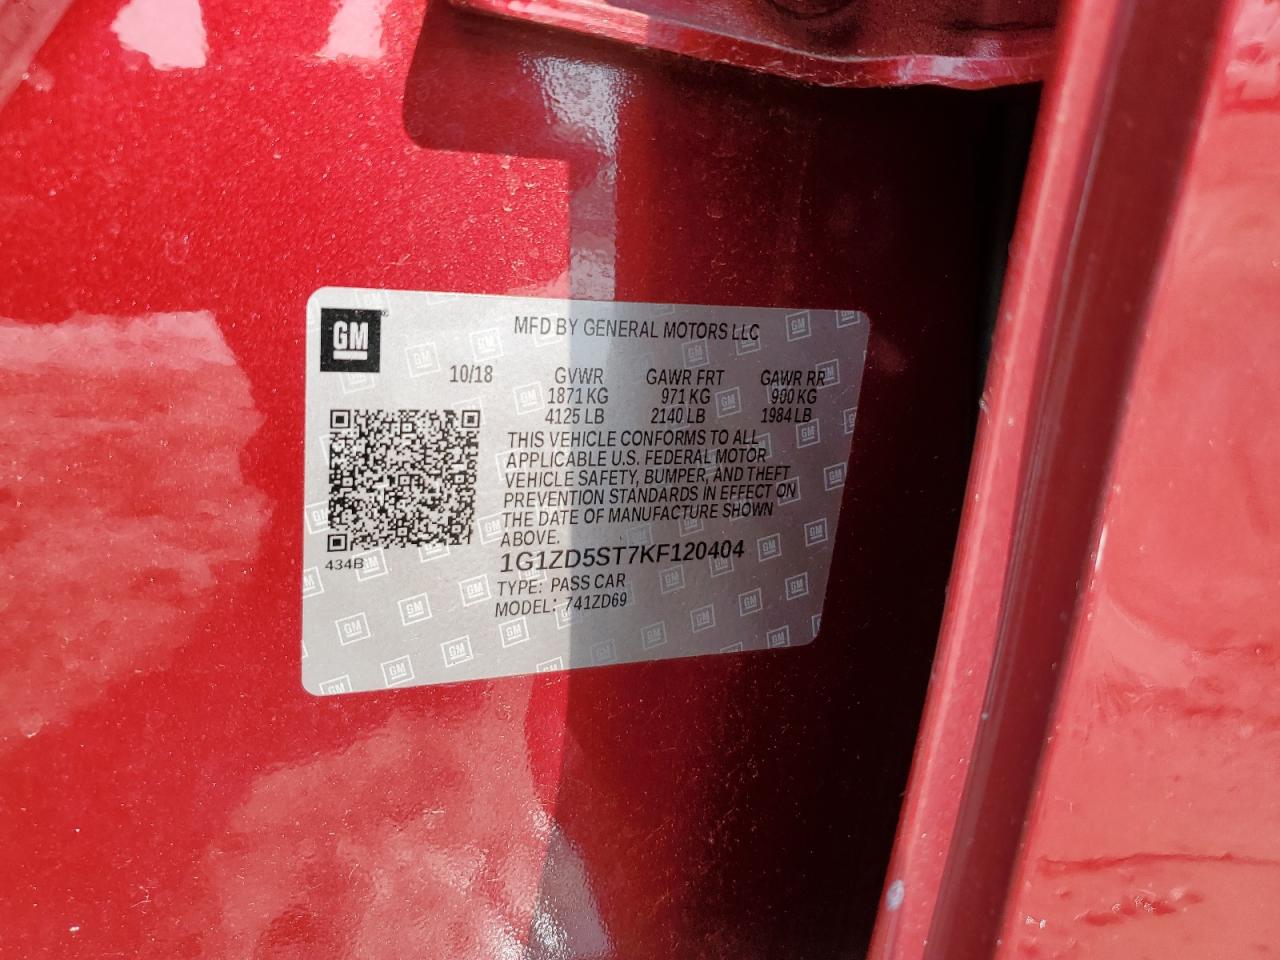 GM
MFD BY GENERAL MOTORS LLC
10/18 GVWR GAWR FRT GAWR RR
1871 KG 971 KG 900 KG
4125 LB 2140 LB 1984 LB
THIS VEHICLE CONFORMS TO ALL
APPLICABLE U.S. FEDERAL MOTOR
VEHICLE SAFETY, BUMPER, AND THEFT
PREVENTION STANDARDS IN EFFECT ON
THE DATE OF MANUFACTURE SHOWN
ABOVE.
434B
1G1ZD5ST7KF120404
TYPE: PASS CAR
MODEL: 741ZD69